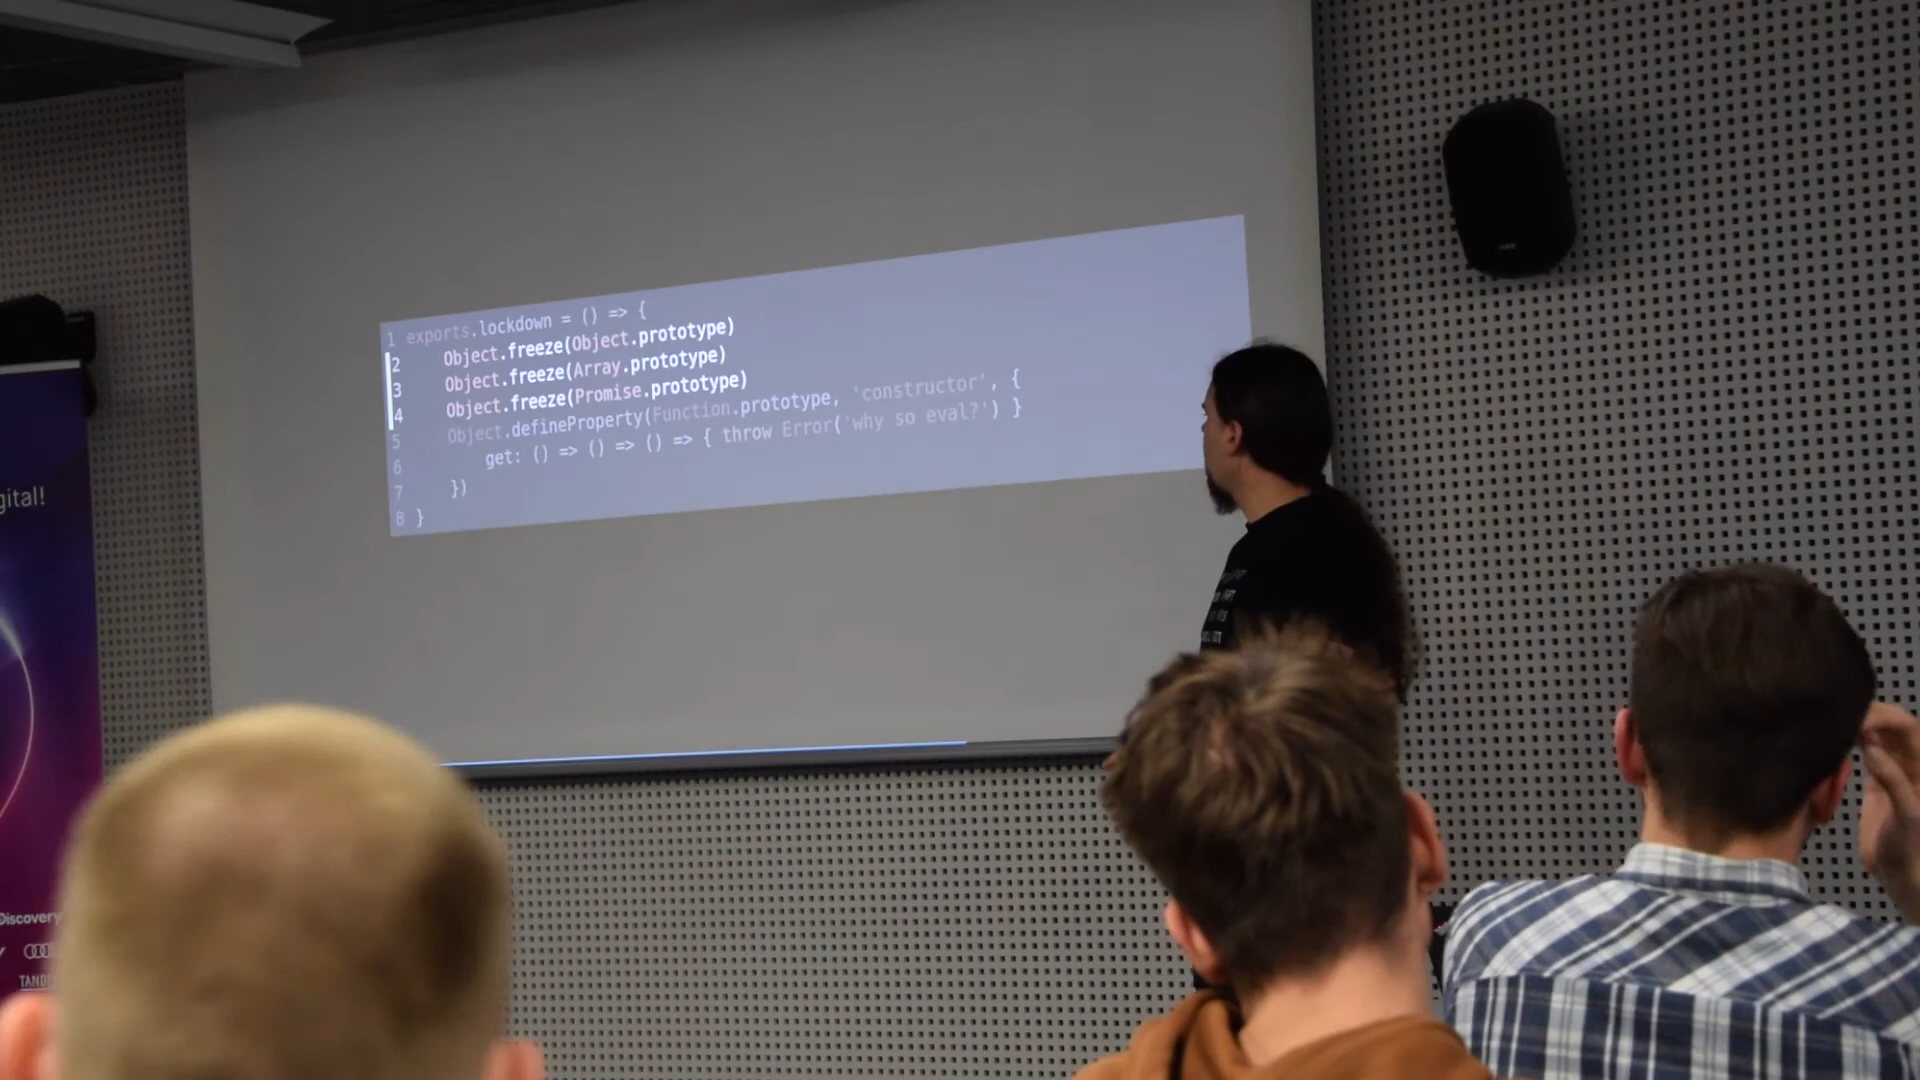 1 exports.lockdown = () => {
2 Object.freeze(Object.prototype)
3 Object.freeze(Array.prototype)
4 Object.freeze(Promise.prototype)
5 Object.defineProperty(Function.prototype, 'constructor', {
6 get: () => () => () => { throw Error('why so eval?') }
7 })
8 }
gital!
Discovery